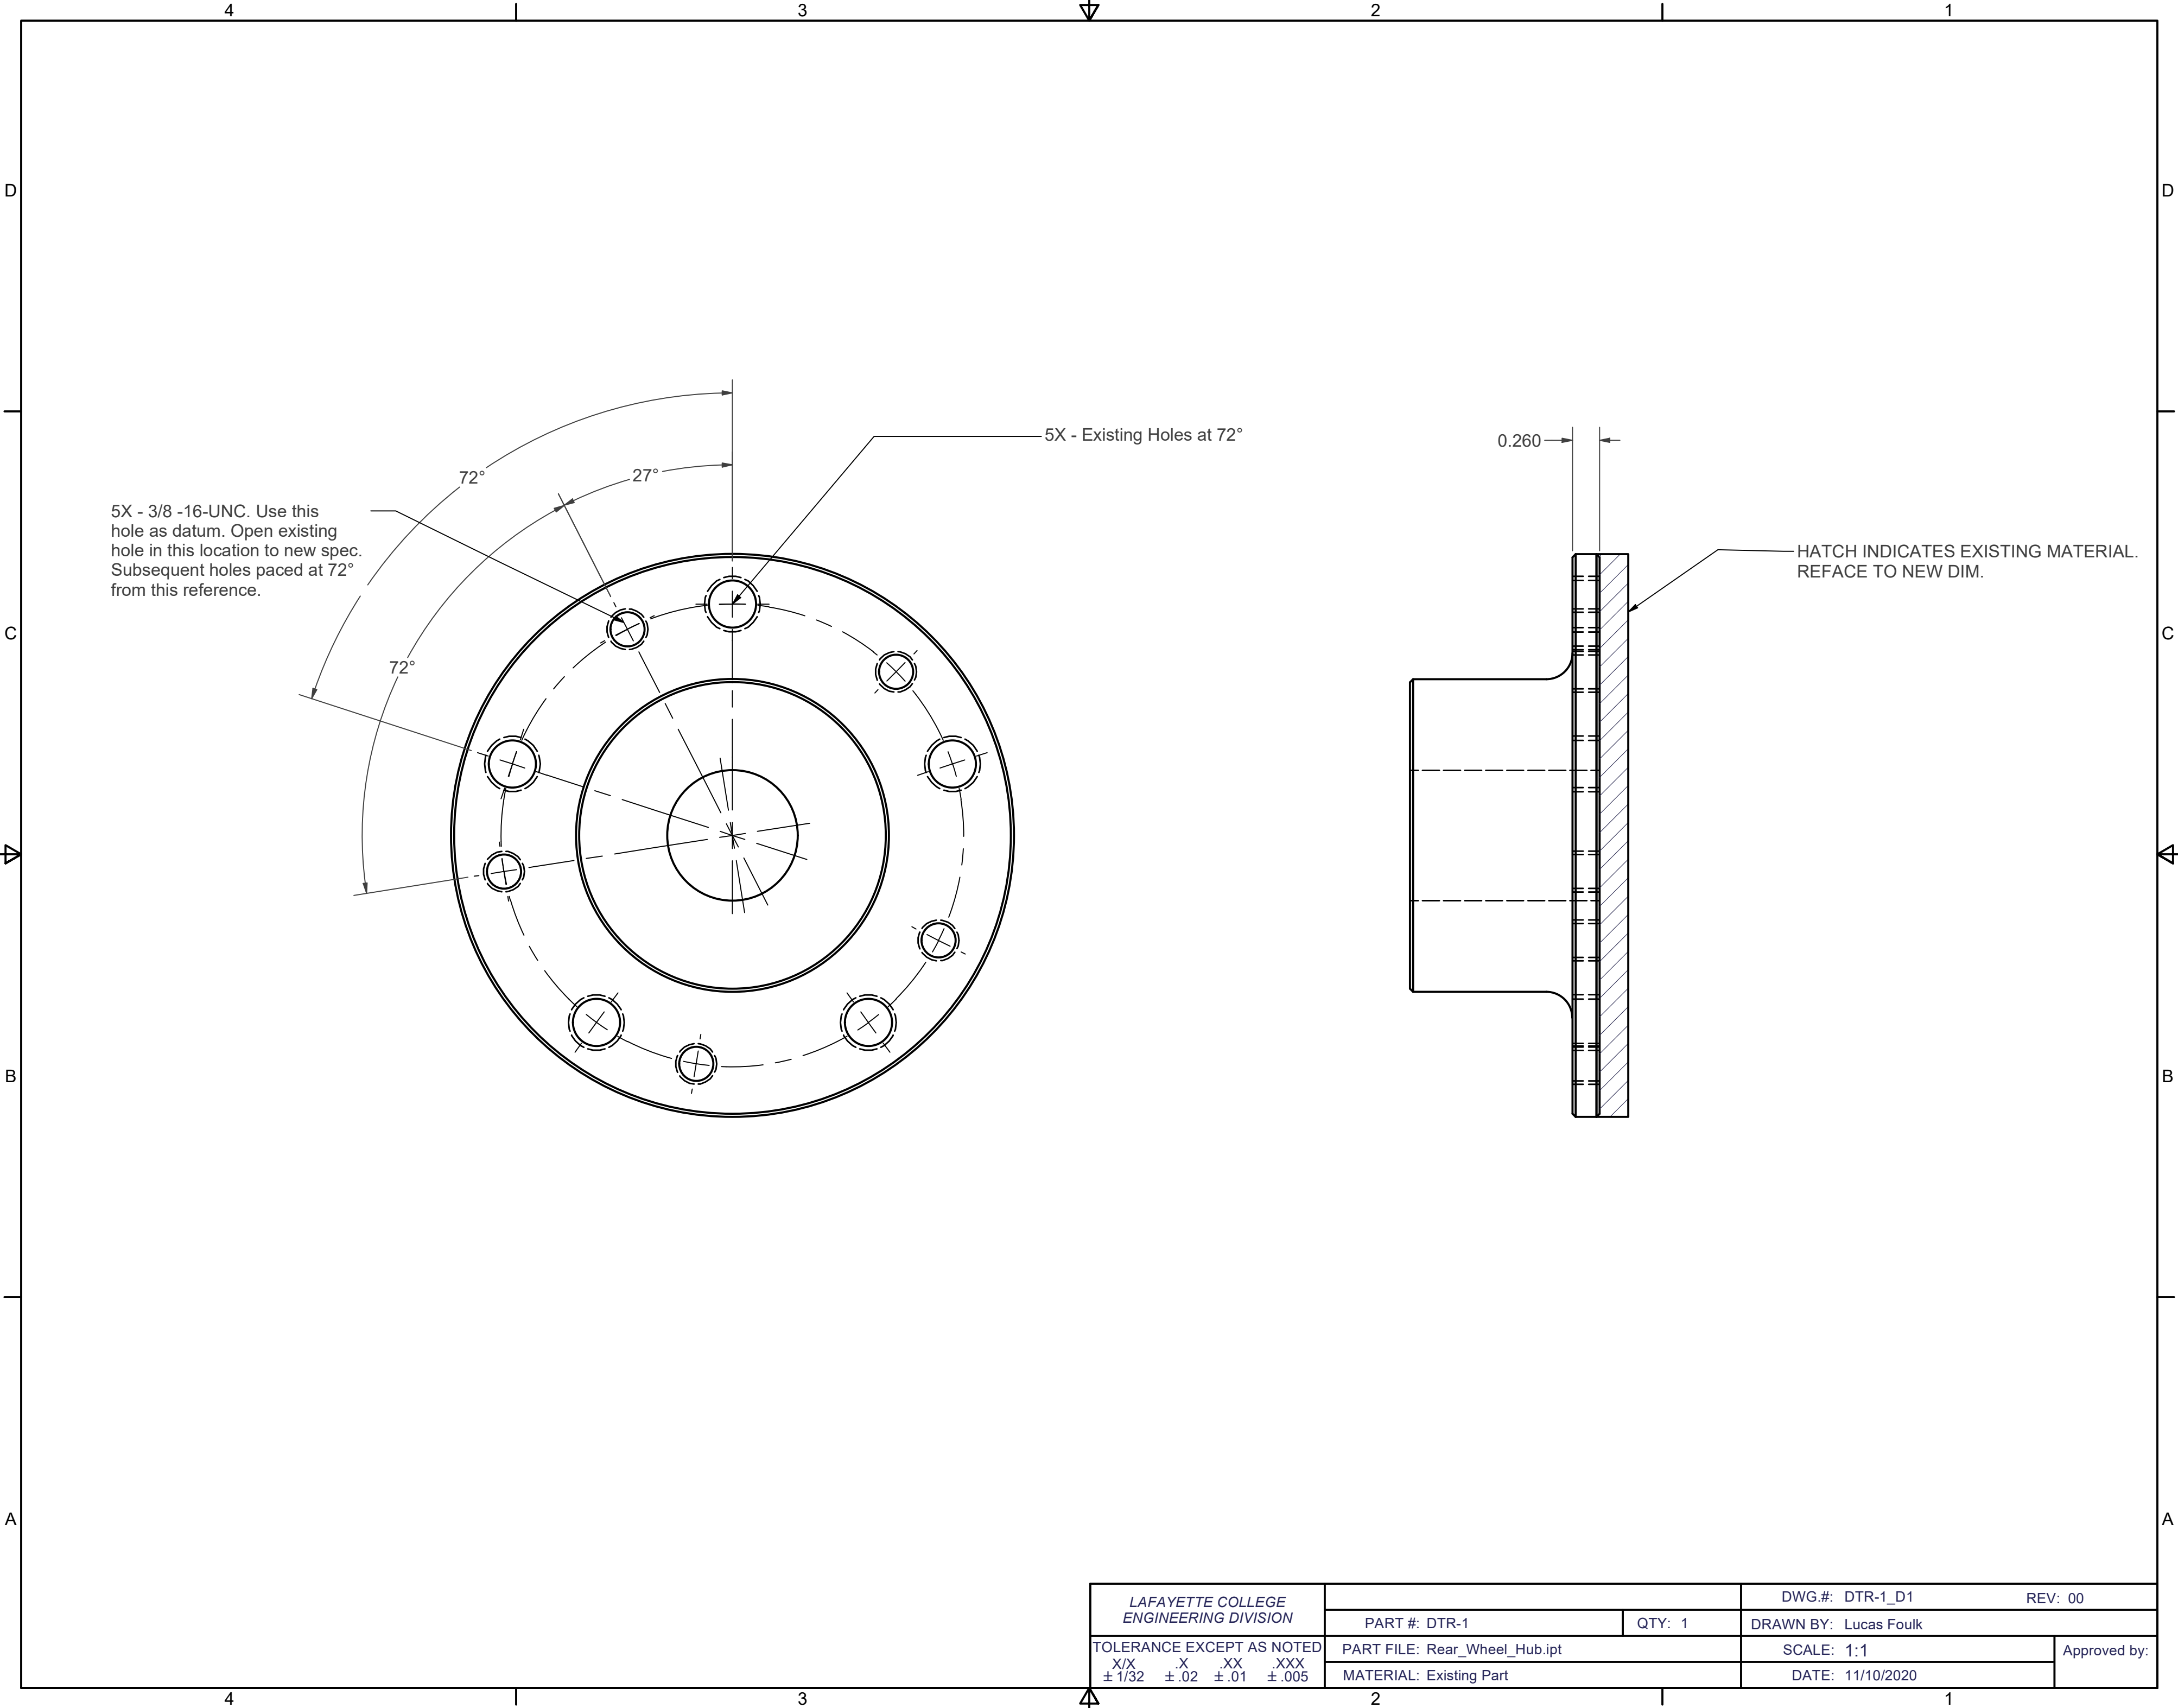 4 3 2 1
D D
72°
27°
5X - Existing Holes at 72°
0.260
5X - 3/8 -16-UNC. Use this
hole as datum. Open existing
hole in this location to new spec.
Subsequent holes paced at 72°
from this reference.
HATCH INDICATES EXISTING MATERIAL.
REFACE TO NEW DIM.
C C
72°
B B
A A
LAFAYETTE COLLEGE
ENGINEERING DIVISION
TOLERANCE EXCEPT AS NOTED
X/X .X .XX .XXX
± 1/32 ± .02 ± .01 ± .005
PART #: DTR-1
QTY: 1
PART FILE: Rear_Wheel_Hub.ipt
MATERIAL: Existing Part
DWG.#: DTR-1_D1
REV: 00
DRAWN BY: Lucas Foulk
SCALE: 1:1
DATE: 11/10/2020
Approved by:
4 3 2 1